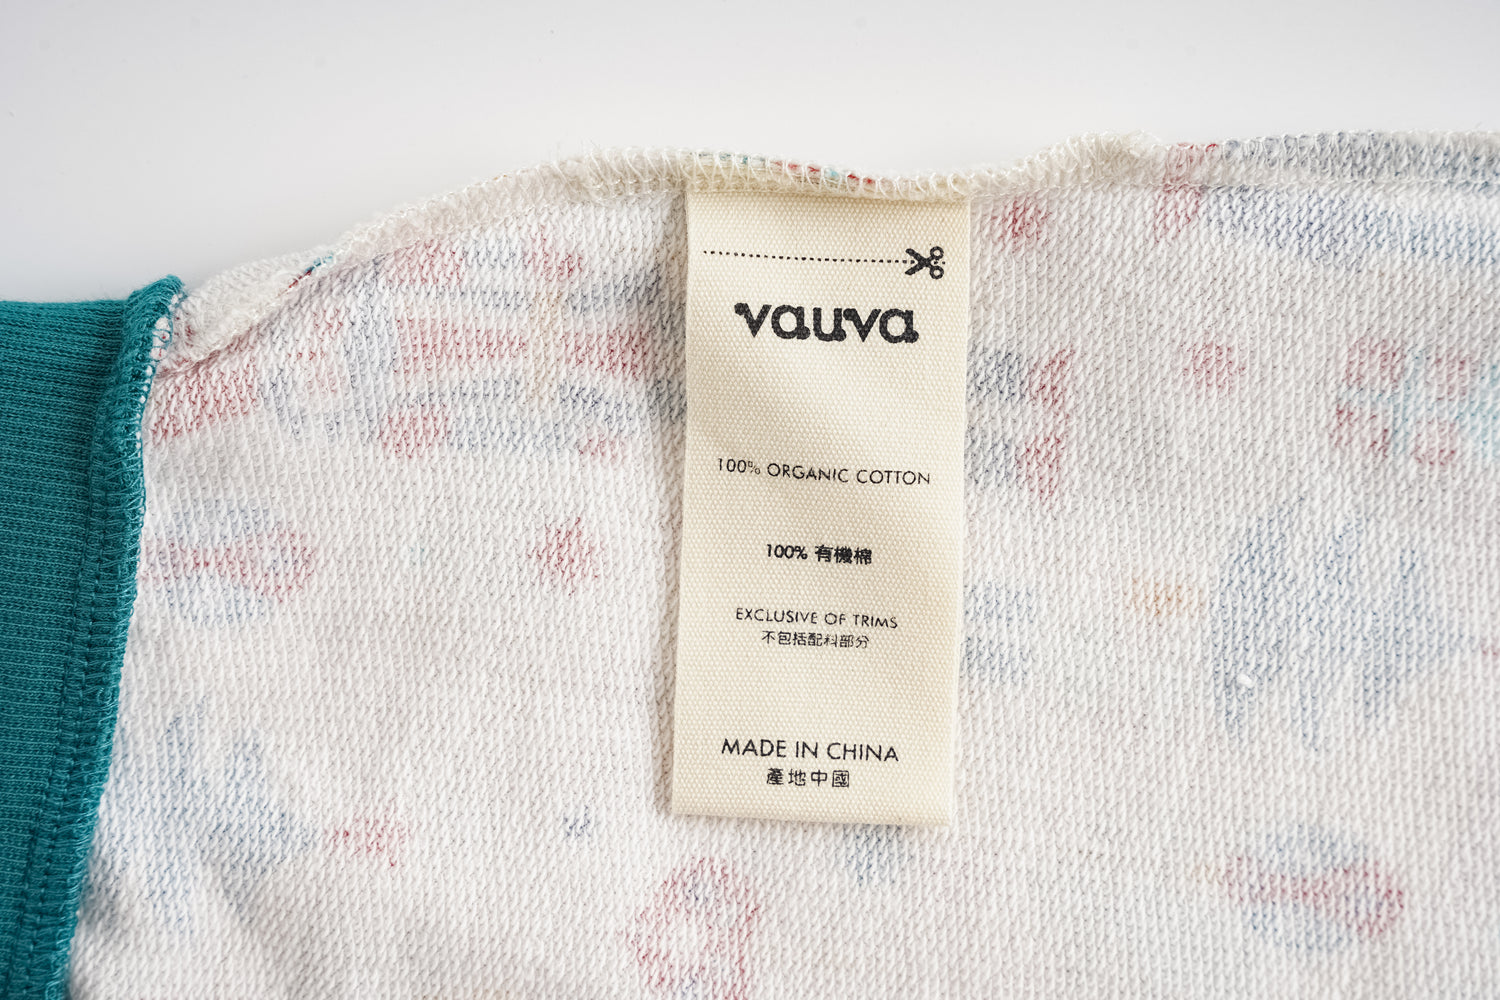 vauva
100% ORGANIC COTTON
100% 有機棉
EXCLUSIVE OF TRIMS
不包括配料部分
MADE IN CHINA
產地中國